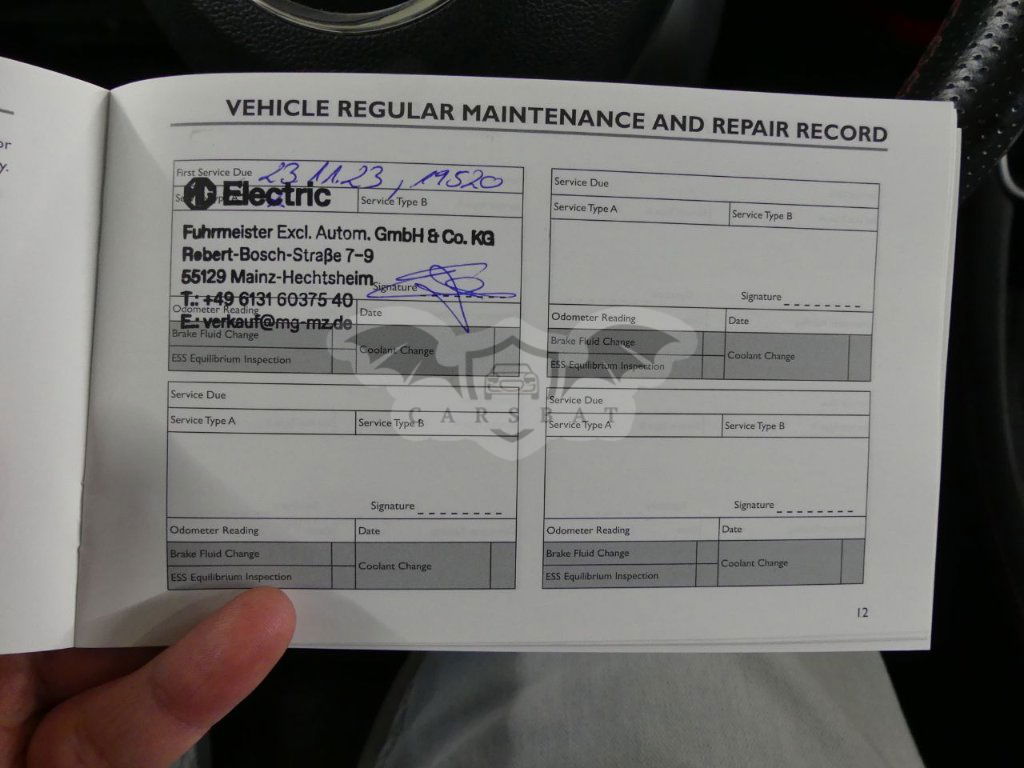 or
y.
VEHICLE REGULAR MAINTENANCE AND REPAIR RECORD
First Service Due 23.11.23, 19520
Service Type B
MG Electric
Fuhrmeister Excl. Autom. GmbH & Co. KG
Robert-Bosch-Straße 7-9
55129 Mainz-Hechtsheim
Signature
T.: +49 6131 60375 40
Odometer Reading
Date
E.: verkauf@mg-mz.de
Brake Fluid Change
ESS Equilibrium Inspection
Coolant Change
Service Due
Service Type A
Service Type B
Signature
Odometer Reading
Date
Brake Fluid Change
ESS Equilibrium Inspection
Coolant Change
Service Due
Service Type A
Service Type B
Signature
Odometer Reading
Date
Brake Fluid Change
ESS Equilibrium Inspection
Coolant Change
Service Due
Service Type A
Service Type B
Signature
Odometer Reading
Date
Brake Fluid Change
ESS Equilibrium Inspection
Coolant Change
CARSBAT
12